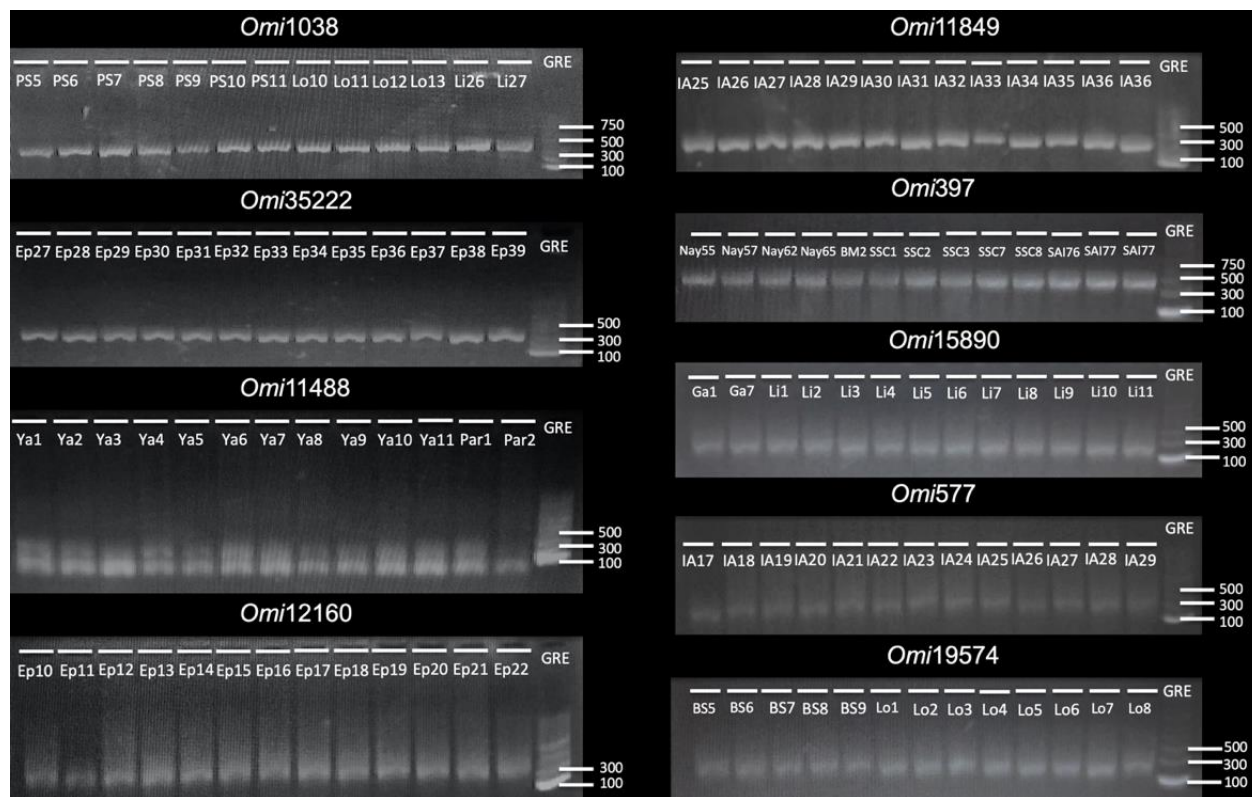 Omi1038
GRE
PS5 PS6 PS7 PS8 PS9 PS10 PS11 Lo10 Lo11 Lo12 Lo13 Li26 Li27
750
500
300
100
Omi35222
GRE
Ep27 Ep28 Ep29 Ep30 Ep31 Ep32 Ep33 Ep34 Ep35 Ep36 Ep37 Ep38 Ep39
500
300
100
Omi11488
GRE
Ya1 Ya2 Ya3 Ya4 Ya5 Ya6 Ya7 Ya8 Ya9 Ya10 Ya11 Par1 Par2
500
300
100
Omi12160
GRE
Ep10 Ep11 Ep12 Ep13 Ep14 Ep15 Ep16 Ep17 Ep18 Ep19 Ep20 Ep21 Ep22
300
100
Omi11849
GRE
IA25 IA26 IA27 IA28 IA29 IA30 IA31 IA32 IA33 IA34 IA35 IA36 IA36
500
300
100
Omi397
GRE
Nay55 Nay57 Nay62 Nay65 BM2 SSC1 SSC2 SSC3 SSC7 SSC8 SAI76 SAI77 SAI77
750
500
300
100
Omi15890
GRE
Ga1 Ga7 Li1 Li2 Li3 Li4 Li5 Li6 Li7 Li8 Li9 Li10 Li11
500
300
100
Omi577
GRE
IA17 IA18 IA19 IA20 IA21 IA22 IA23 IA24 IA25 IA26 IA27 IA28 IA29
500
300
100
Omi19574
GRE
BS5 BS6 BS7 BS8 BS9 Lo1 Lo2 Lo3 Lo4 Lo5 Lo6 Lo7 Lo8
500
300
100